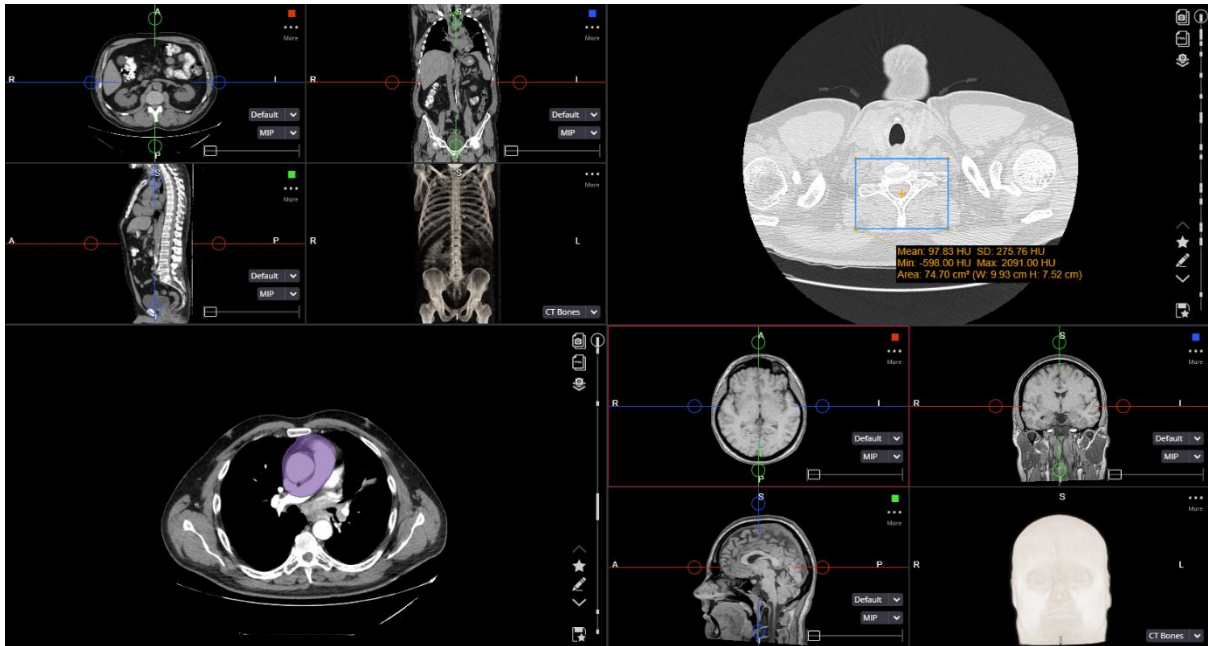 A
More
R
I
Default
MIP
P
S
More
R
I
Default
MIP
S
More
A
P
Default
MIP
S
More
R
L
CT Bones
Mean: 97.83 HU SD: 275.76 HU
Min: -598.00 HU Max: 2091.00 HU
Area: 74.70 cm² (W: 9.93 cm H: 7.52 cm)
A
More
R
I
Default
MIP
P
S
More
R
I
Default
MIP
S
More
A
P
Default
MIP
I
S
More
R
L
CT Bones